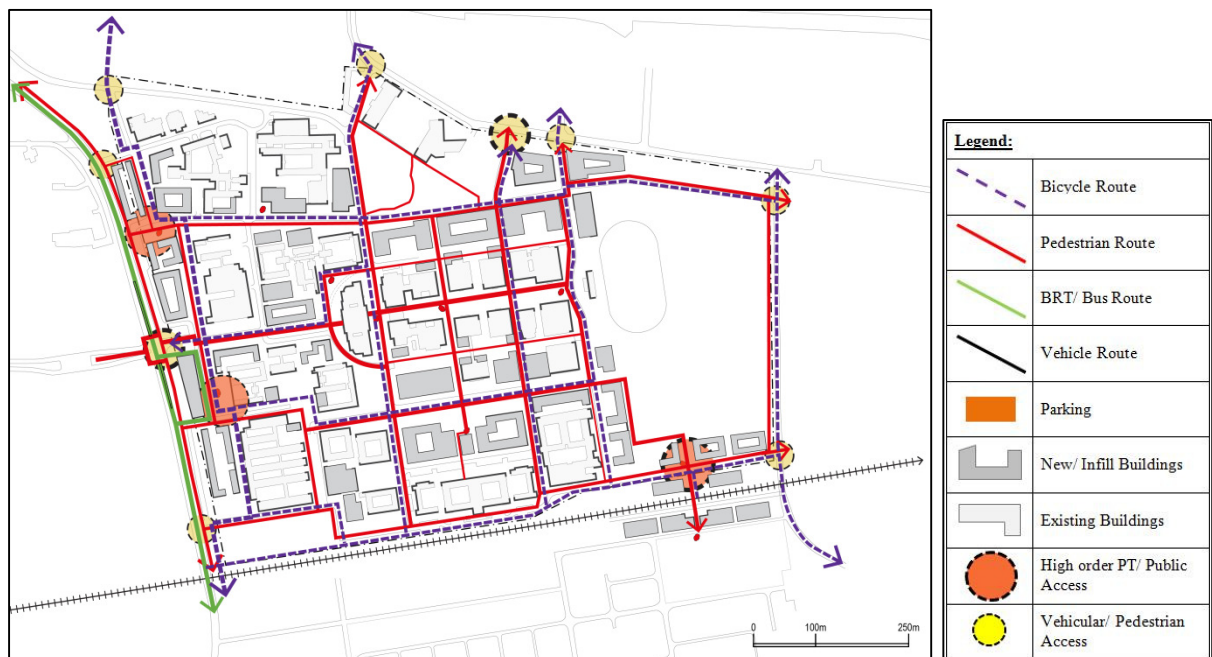 Legend:
Bicycle Route
Pedestrian Route
BRT/ Bus Route
Vehicle Route
Parking
New/ Infill Buildings
Existing Buildings
High order PT/ Public
Access
Vehicular/ Pedestrian
Access
0 100m 250m